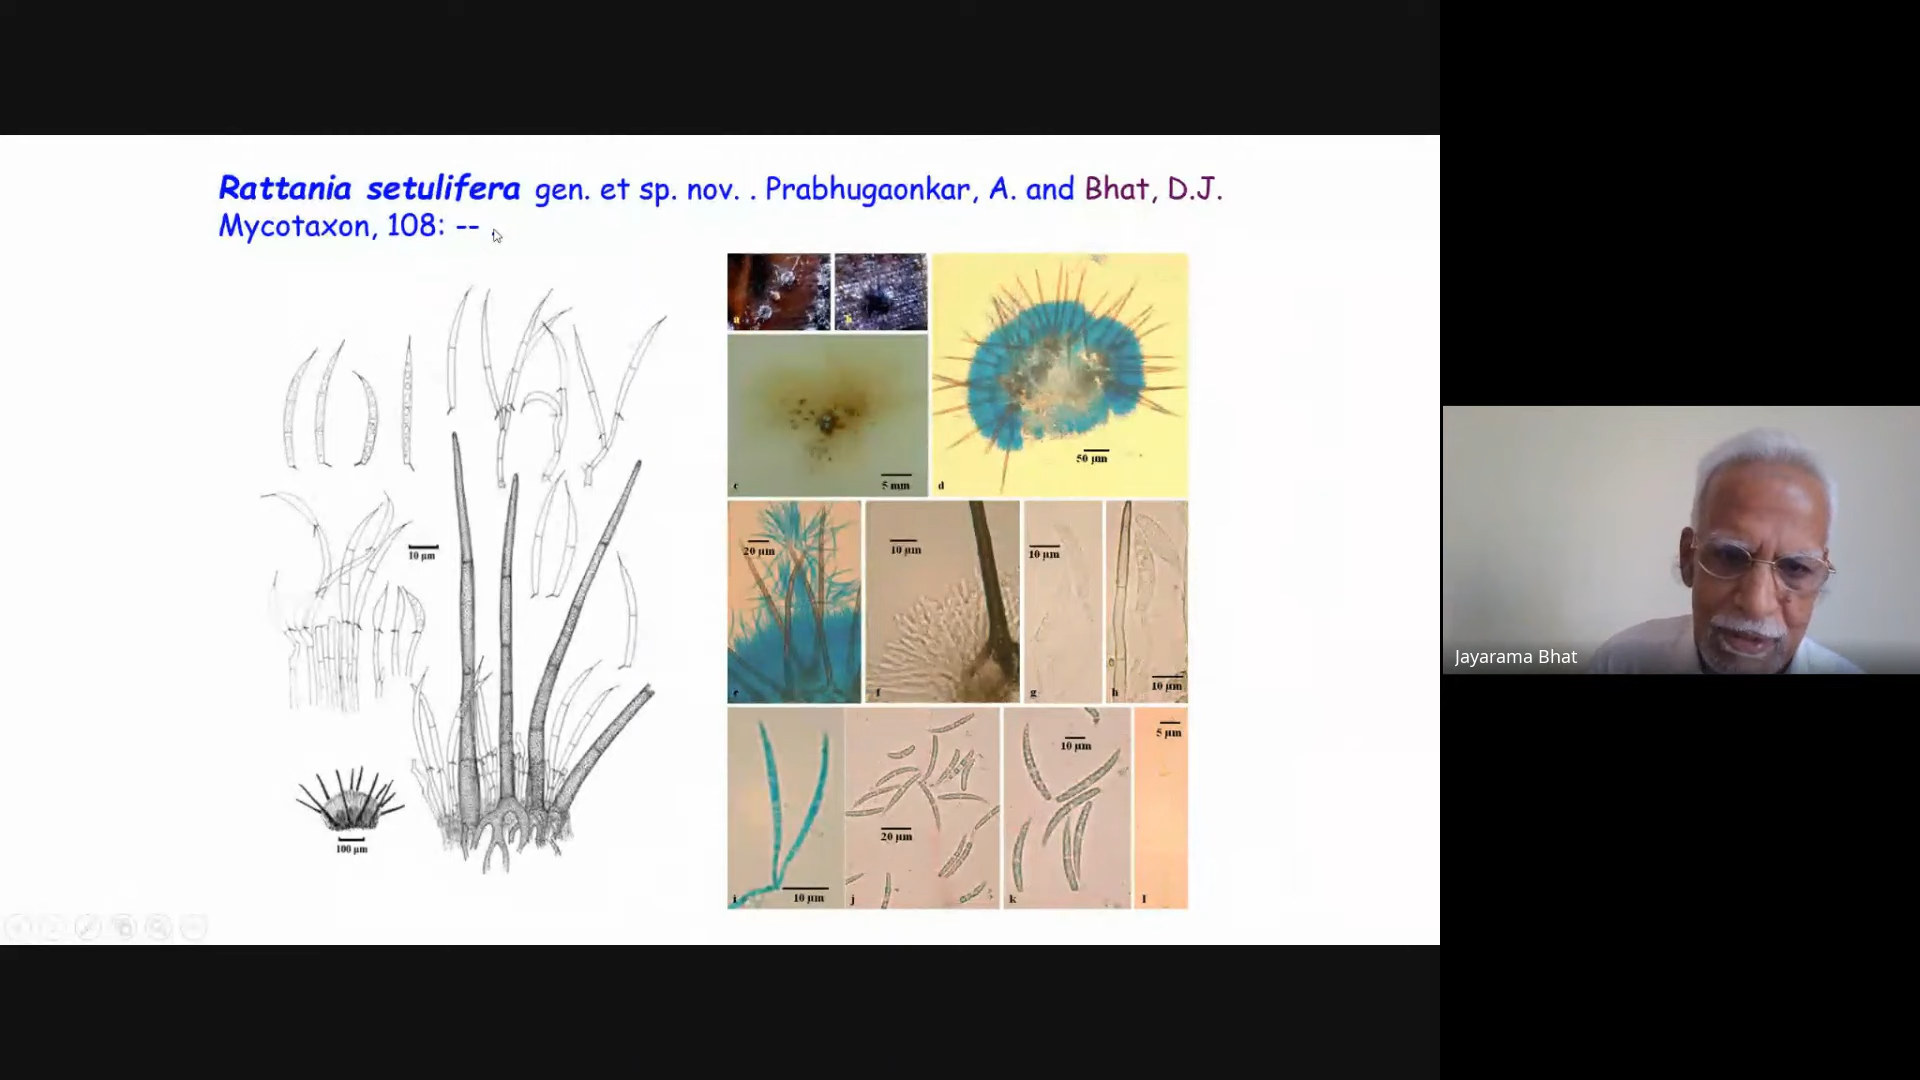 Rattania setulifera gen. et sp. nov. . Prabhugaonkar, A. and Bhat, D.J.
Mycotaxon, 108: --
10 µm
100 µm
a
b
c
5 mm
d
50 µm
e
20 µm
f
10 µm
g
10 µm
h
10 µm
i
10 µm
j
20 µm
k
10 µm
l
5 µm
Jayarama Bhat